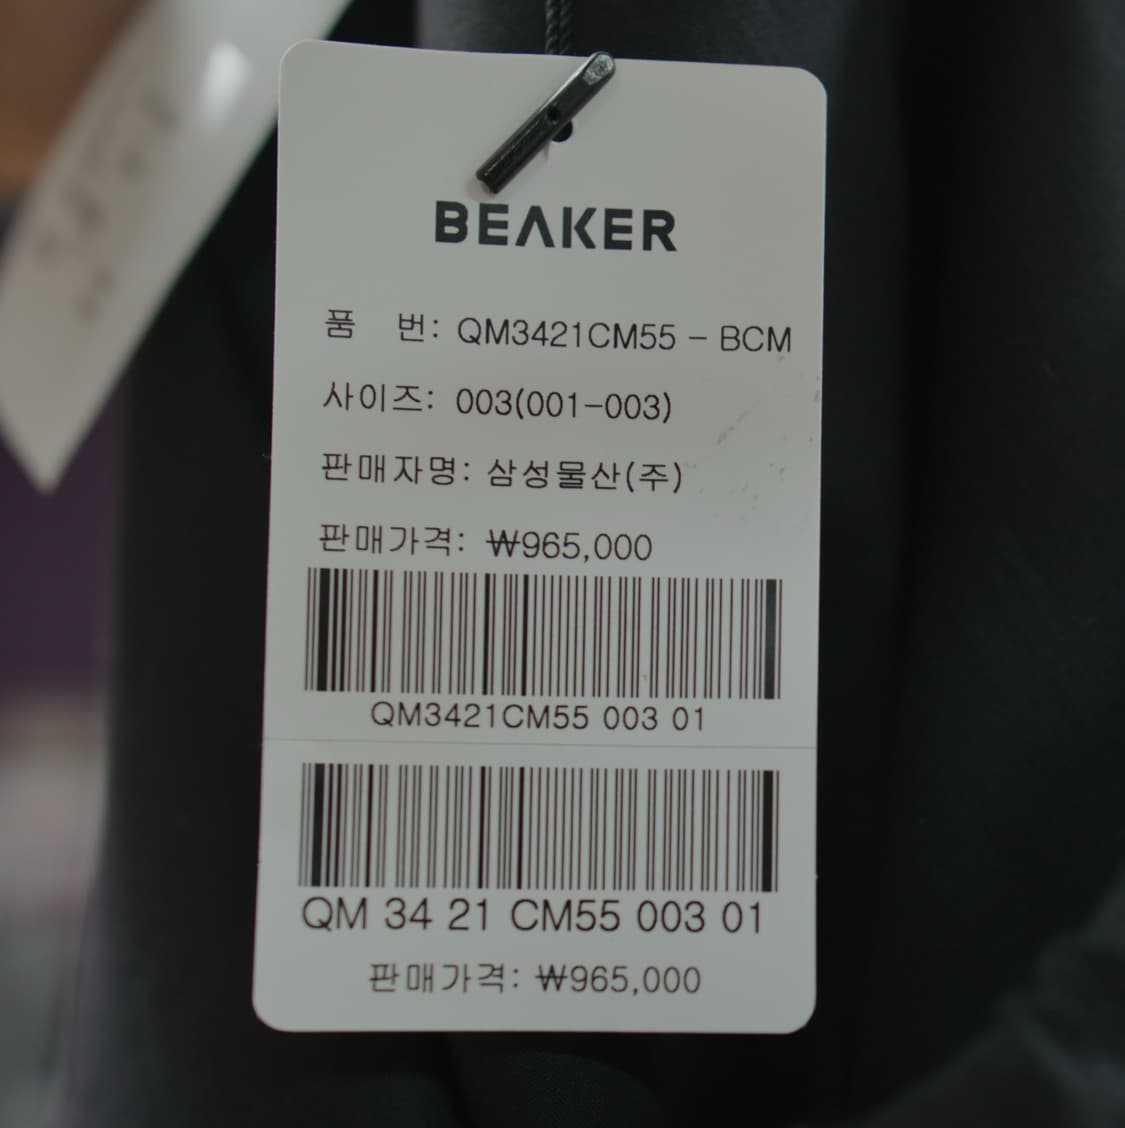 BEAKER
품 번: QM3421CM55 - BCM
사이즈: 003(001-003)
판매자명: 삼성물산(주)
판매가격: ₩965,000
QM3421CM55 003 01
QM 34 21 CM55 003 01
판매가격: ₩965,000